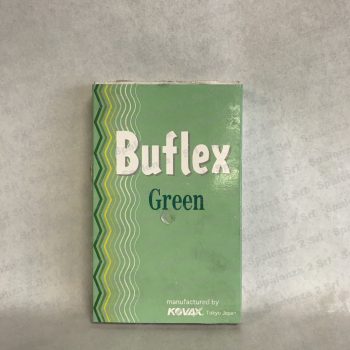 Buflex
Green
manufactured by
KOVAX Tokyo Japan